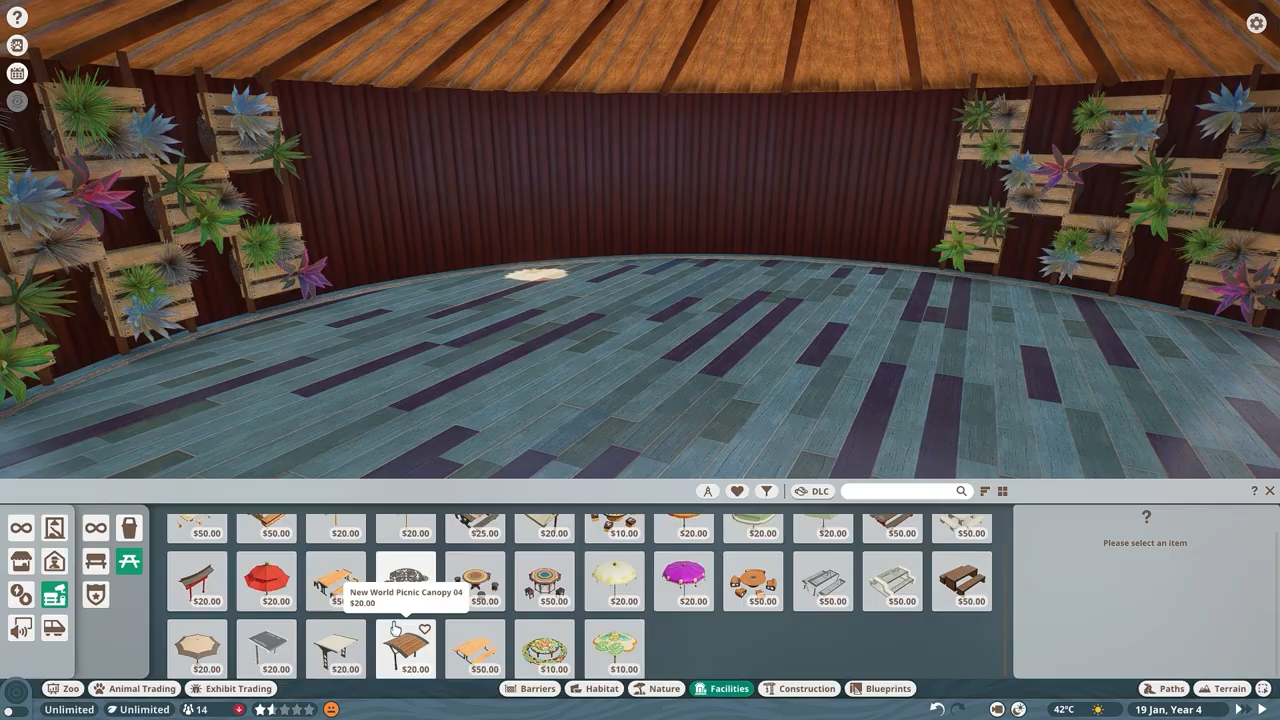 DLC
?
$50.00 $50.00 $20.00 $20.00 $25.00 $20.00 $10.00 $20.00 $20.00 $20.00 $50.00 $50.00
?
Please select an item
New World Picnic Canopy 04
$20.00
$20.00 $20.00 $50.00 $50.00 $20.00 $20.00 $50.00 $50.00 $50.00 $50.00
$20.00 $20.00 $20.00 $20.00 $50.00 $10.00 $10.00
Zoo Animal Trading Exhibit Trading Barriers Habitat Nature Facilities Construction Blueprints Paths Terrain
Unlimited Unlimited 14 42°C 19 Jan, Year 4